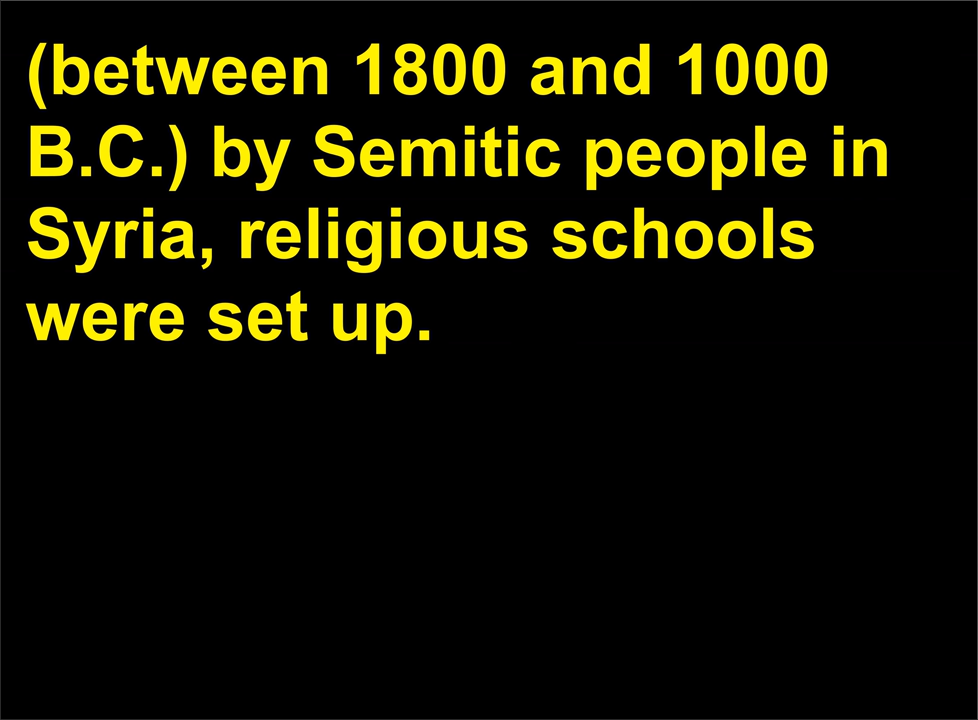 (between 1800 and 1000
B.C.) by Semitic people in
Syria, religious schools
were set up.